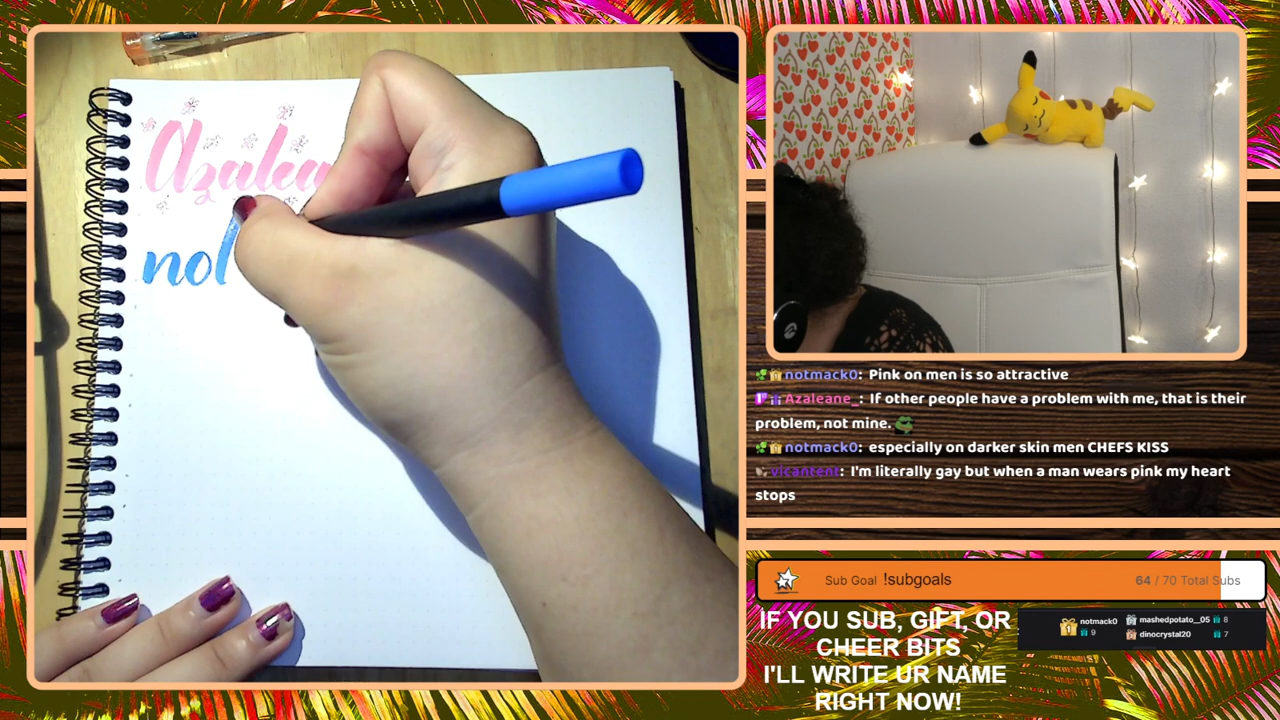 Azalea
not
notmack0: Pink on men is so attractive
Azaleane_: If other people have a problem with me, that is their
problem, not mine.
notmack0: especially on darker skin men CHEFS KISS
vicantent: I'm literally gay but when a man wears pink my heart
stops
Sub Goal !subgoals 64 / 70 Total Subs
IF YOU SUB, GIFT, OR
CHEER BITS
I'LL WRITE UR NAME
RIGHT NOW!
1 notmack0 9
mashedpotato__05 8
dinocrystal20 7